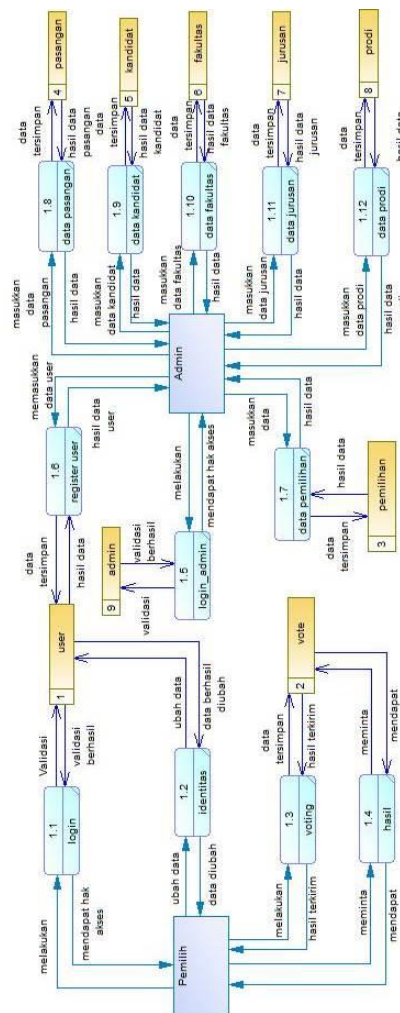 melakukan
mendapat hak
akses
1.1
login
Validasi
validasi
berhasil
1
user
data
tersimpan
hasil data
1.6
register user
memasukkan
data user
hasil data
user
masukkan
data
pasangan
hasil data
1.8
data pasangan
data
tersimpan
hasil data
pasangan
4
pasangan
masukkan
data kandidat
hasil data
1.9
data kandidat
data
tersimpan
hasil data
kandidat
5
kandidat
Pemilih
ubah data
data diubah
1.2
identitas
ubah data
data berhasil
diubah
9
admin
validasi
validasi
berhasil
1.5
login_admin
melakukan
mendapat hak akses
Admin
masukkan
data fakultas
hasil data
1.10
data fakultas
data
tersimpan
hasil data
fakultas
6
fakultas
melakukan
hasil terkirim
1.3
voting
data
tersimpan
hasil terkirim
2
vote
masukkan
data
hasil data
1.7
data pemilihan
data
tersimpan
hasil data
3
pemilihan
masukkan
data jurusan
hasil data
1.11
data jurusan
data
tersimpan
hasil data
jurusan
7
jurusan
meminta
mendapat
1.4
hasil
meminta
mendapat
masukkan
data prodi
hasil data
1.12
data prodi
data
tersimpan
hasil data
8
prodi